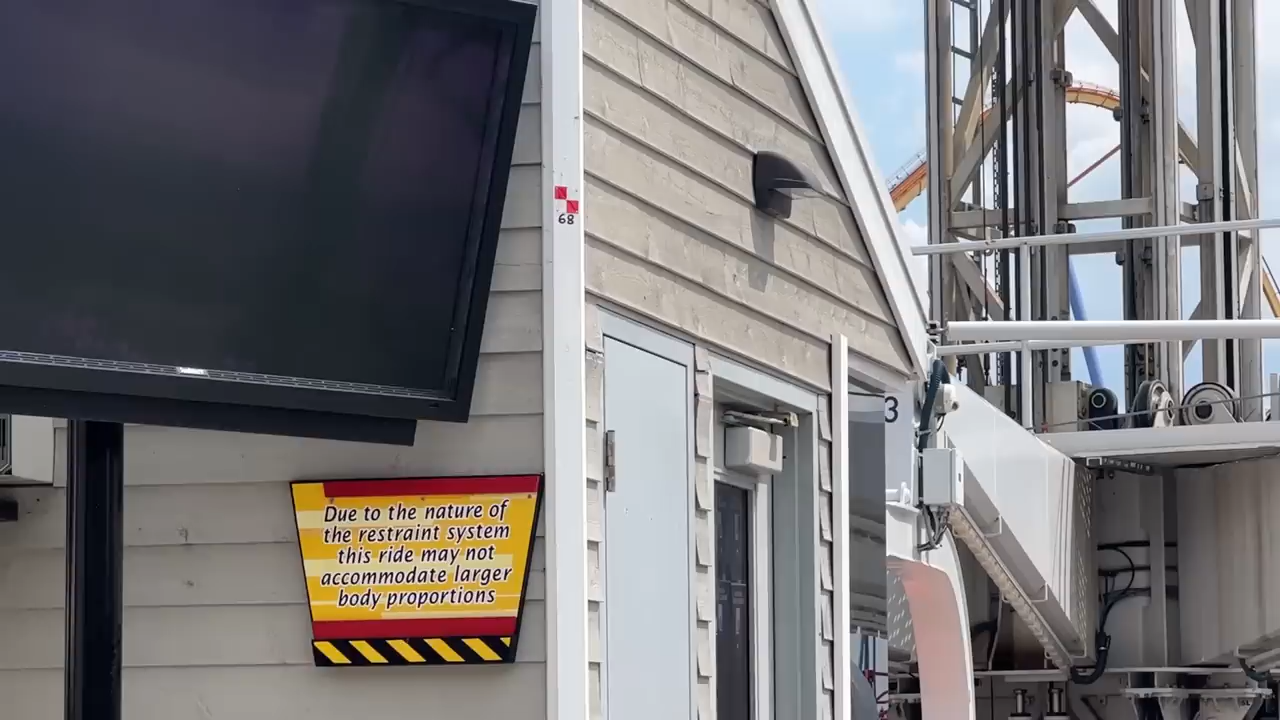 68
3
Due to the nature of
the restraint system
this ride may not
accommodate larger
body proportions